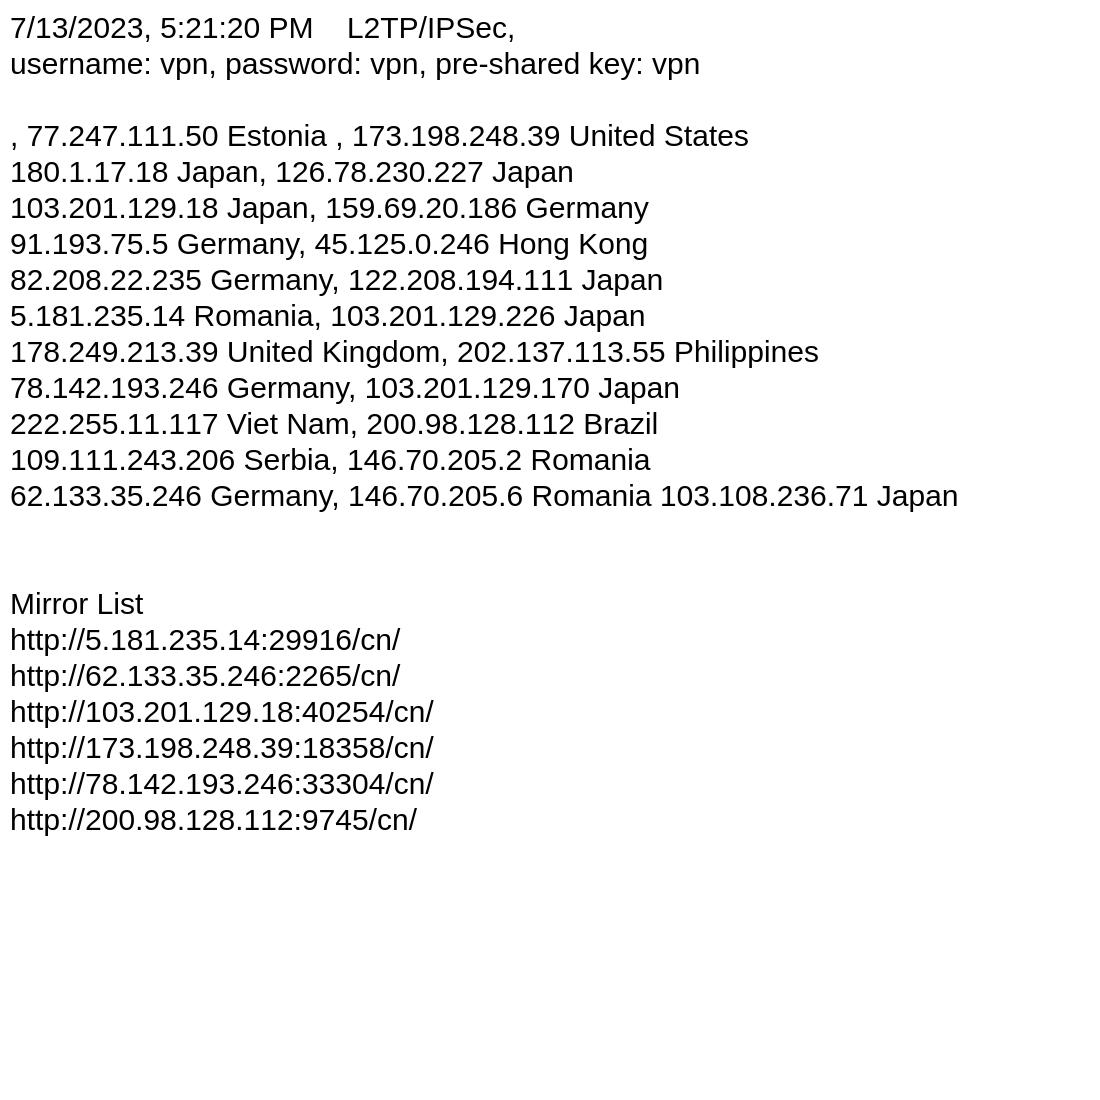 7/13/2023, 5:21:20 PM    L2TP/IPSec,
username: vpn, password: vpn, pre-shared key: vpn
, 77.247.111.50 Estonia , 173.198.248.39 United States
180.1.17.18 Japan, 126.78.230.227 Japan
103.201.129.18 Japan, 159.69.20.186 Germany
91.193.75.5 Germany, 45.125.0.246 Hong Kong
82.208.22.235 Germany, 122.208.194.111 Japan
5.181.235.14 Romania, 103.201.129.226 Japan
178.249.213.39 United Kingdom, 202.137.113.55 Philippines
78.142.193.246 Germany, 103.201.129.170 Japan
222.255.11.117 Viet Nam, 200.98.128.112 Brazil
109.111.243.206 Serbia, 146.70.205.2 Romania
62.133.35.246 Germany, 146.70.205.6 Romania 103.108.236.71 Japan
Mirror List
http://5.181.235.14:29916/cn/
http://62.133.35.246:2265/cn/
http://103.201.129.18:40254/cn/
http://173.198.248.39:18358/cn/
http://78.142.193.246:33304/cn/
http://200.98.128.112:9745/cn/